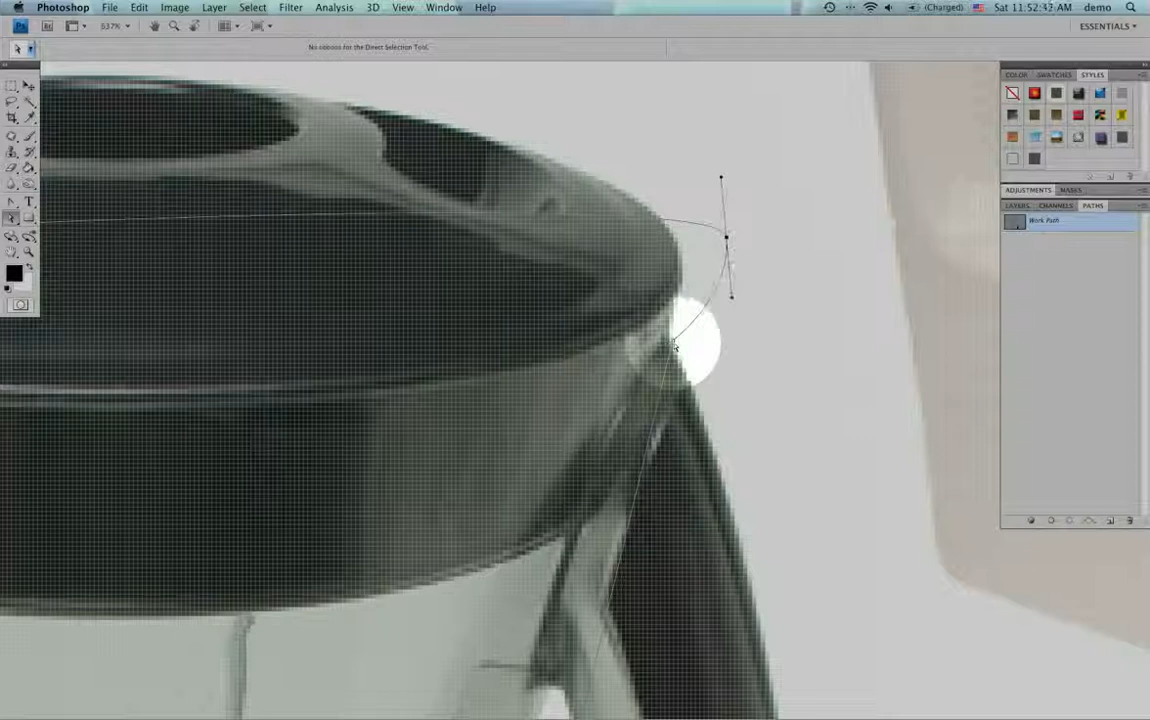 Photoshop File Edit Image Layer Select Filter Analysis 3D View Window Help (Charged) Sat 11:52:43 AM demo
537% ESSENTIALS
No options for the Direct Selection Tool.
COLOR SWATCHES STYLES
ADJUSTMENTS MASKS
LAYERS CHANNELS PATHS
Work Path